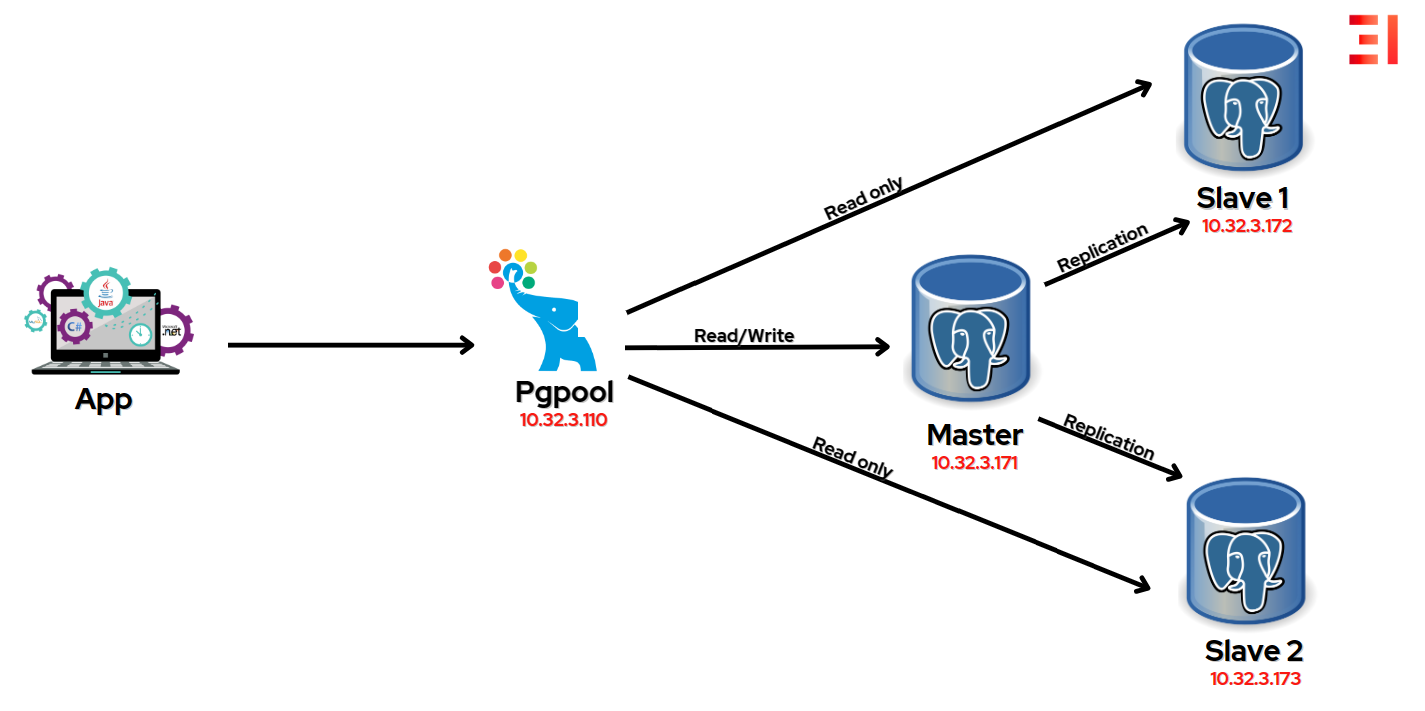 Slave 1
10.32.3.172
Read only
Replication
Java
C#
Microsoft
.net
App
Pgpool
10.32.3.110
Read/Write
Master
10.32.3.171
Read only
Replication
Slave 2
10.32.3.173